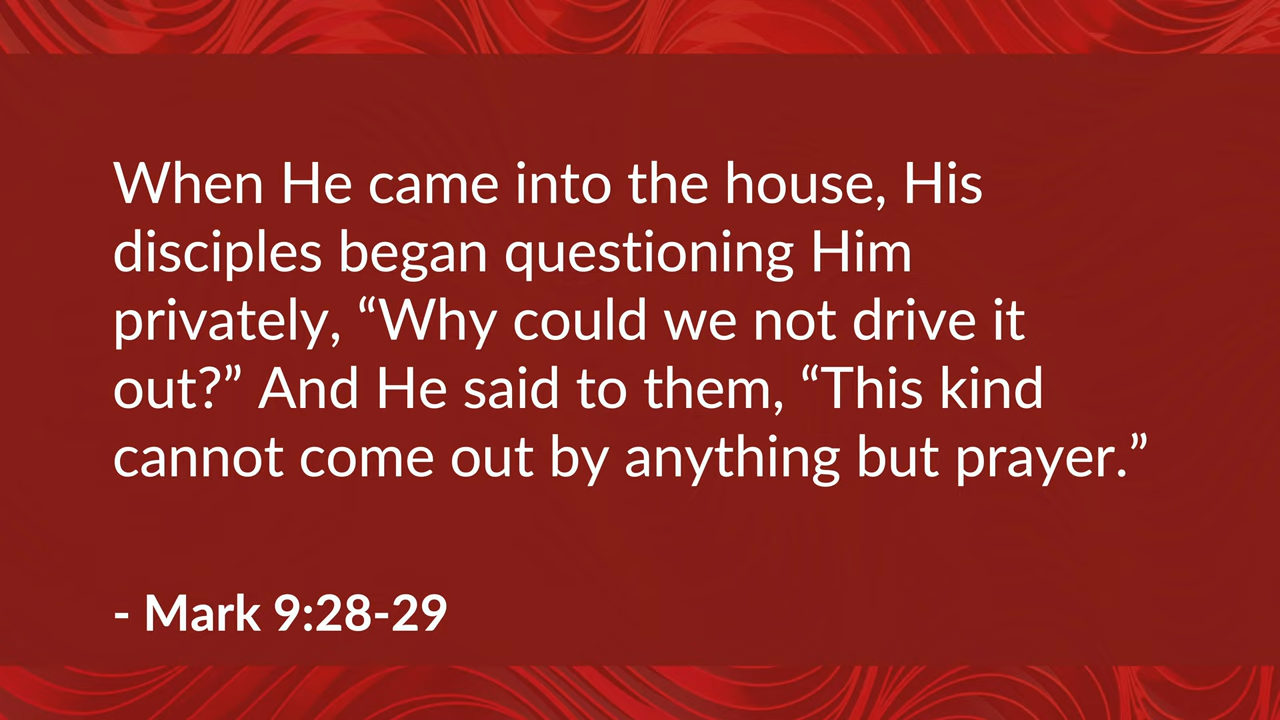 When He came into the house, His
disciples began questioning Him
privately, “Why could we not drive it
out?” And He said to them, “This kind
cannot come out by anything but prayer.”
- Mark 9:28-29